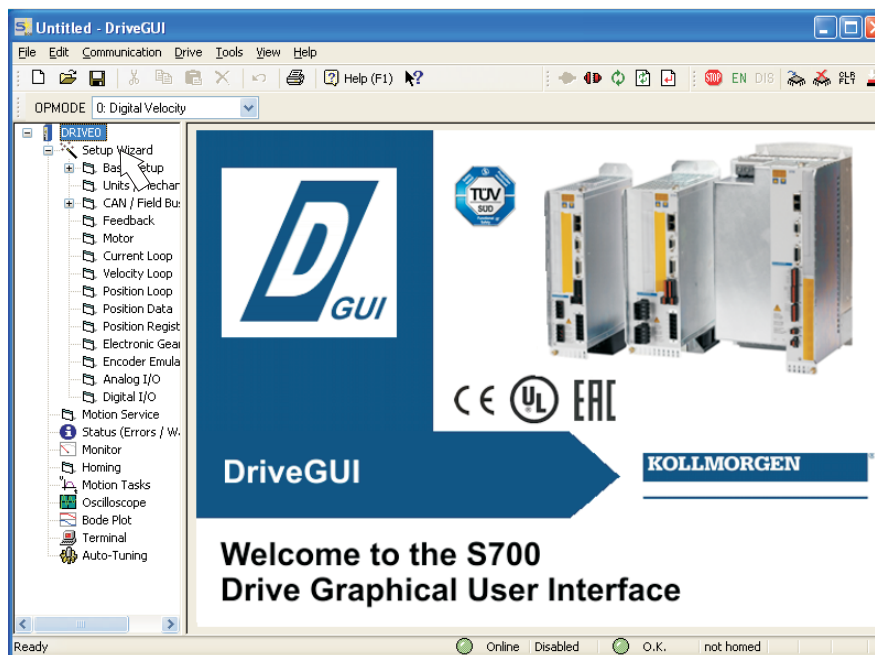 Untitled - DriveGUI
File Edit Communication Drive Tools View Help
Help (F1)
STOP EN DIS
OPMODE 0: Digital Velocity
DRIVE0
Setup Wizard
Units
CAN / Field Bu
Feedback
Motor
Current Loop
Velocity Loop
Position Loop
Position Data
Position Regist
Electronic Gea
Encoder Emula
Analog I/O
Digital I/O
Motion Service
Status (Errors / W
Monitor
Homing
Motion Tasks
Oscilloscope
Bode Plot
Terminal
Auto-Tuning
D
GUI
TÜV
SÜD
CE UL EAC
DriveGUI
KOLLMORGEN
Welcome to the S700
Drive Graphical User Interface
Ready
Online Disabled O.K. not homed